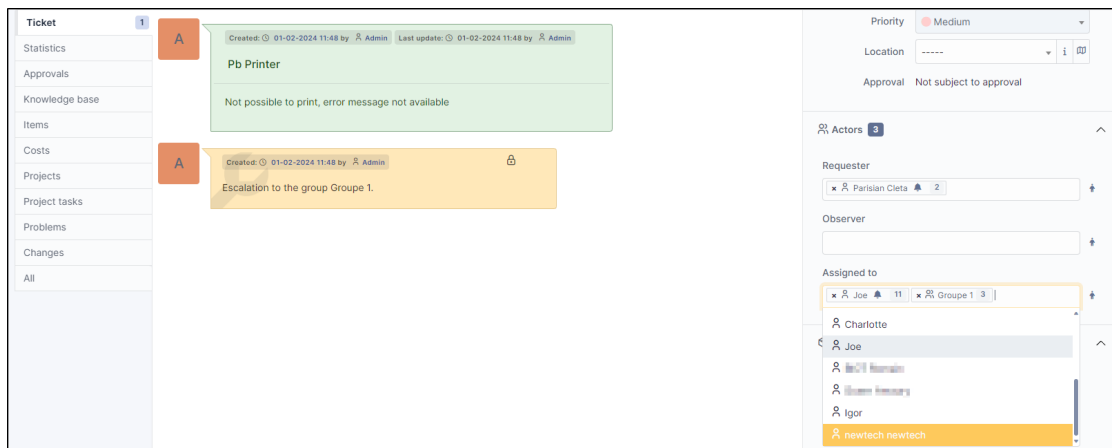 Ticket 1
Statistics
Approvals
Knowledge base
Items
Costs
Projects
Project tasks
Problems
Changes
All
A
Created: 01-02-2024 11:48 by Admin Last update: 01-02-2024 11:48 by Admin
Pb Printer
Not possible to print, error message not available
A
Created: 01-02-2024 11:48 by Admin
Escalation to the group Groupe 1.
Priority Medium
Location ----- i
Approval Not subject to approval
Actors 3
Requester
× Parisian Cleta 2
Observer
Assigned to
× Joe 11 × Groupe 1 3
Charlotte
Joe
Igor
newtech newtech